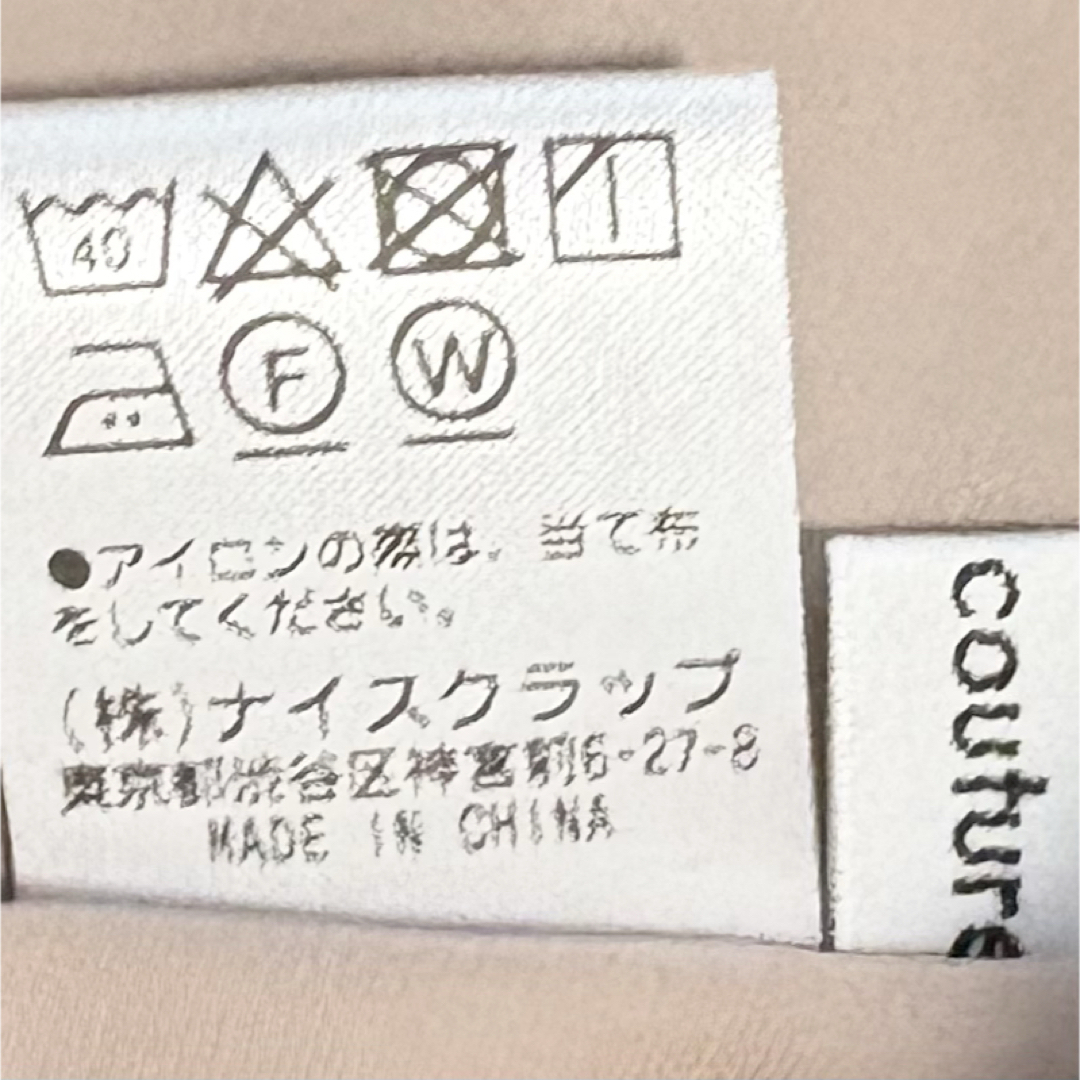 40
F
W
●アイロンの際は、当て布
をしてください。
(株)ナイスクラップ
東京都渋谷区神宮前6-27-8
MADE IN CHINA
couture